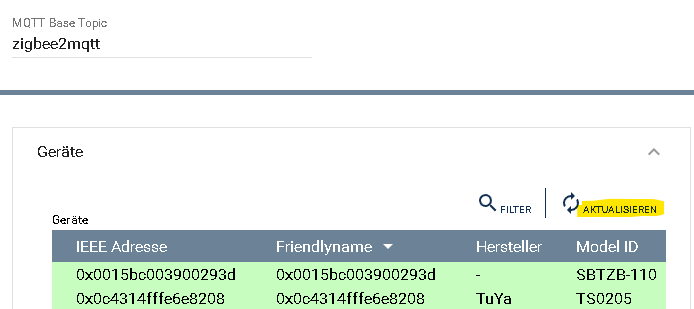 MQTT Base Topic
zigbee2mqtt
Geräte
FILTER AKTUALISIEREN
Geräte
IEEE Adresse Friendlyname Hersteller Model ID
0x0015bc003900293d 0x0015bc003900293d - SBTZB-110
0x0c4314fffe6e8208 0x0c4314fffe6e8208 TuYa TS0205